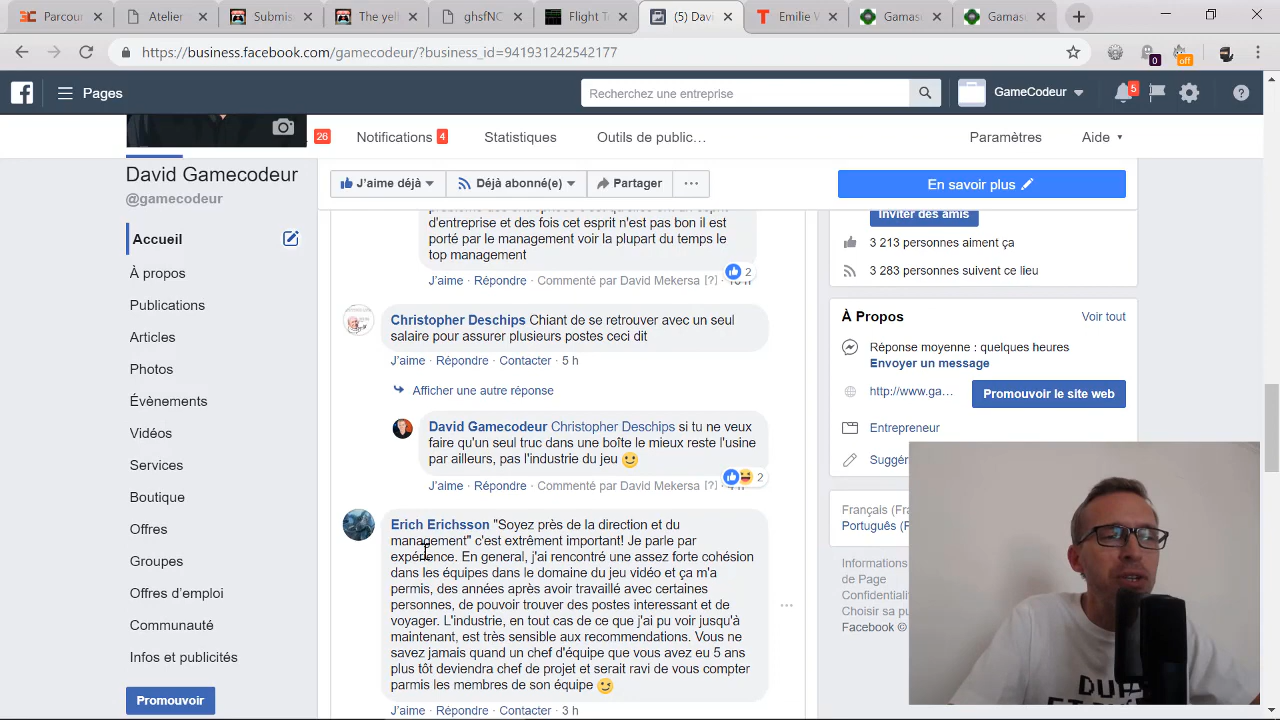 Parcour
Atelier
Submis
The yell
ghsfNC
Flight To
(5) Davi
Emilie V
Gamas
Gamas
https://business.facebook.com/gamecodeur/?business_id=941931242542177
0
off
Pages
Recherchez une entreprise
GameCodeur
5
26
Notifications 4
Statistiques
Outils de public…
Paramètres
Aide
David Gamecodeur
@gamecodeur
J'aime déjà
Déjà abonné(e)
Partager
En savoir plus
Accueil
À propos
Publications
Articles
Photos
Évènements
Vidéos
Services
Boutique
Offres
Groupes
Offres d'emploi
Communauté
Infos et publicités
Promouvoir
d'entreprise et des fois cet esprit n'est pas bon il est
porté par le management voir la plupart du temps le
top management
2
J'aime · Répondre · Commenté par David Mekersa [?] ·
Christopher Deschips Chiant de se retrouver avec un seul
salaire pour assurer plusieurs postes ceci dit
J'aime · Répondre · Contacter · 5 h
Afficher une autre réponse
David Gamecodeur Christopher Deschips si tu ne veux
faire qu'un seul truc dans une boîte le mieux reste l'usine
par ailleurs, pas l'industrie du jeu
2
J'aime · Répondre · Commenté par David Mekersa [?] ·
Erich Erichsson "Soyez près de la direction et du
management" c'est extrêment important! Je parle par
expérience. En general, j'ai rencontré une assez forte cohésion
dans les équipes dans le domaine du jeu vidéo et ça m'a
permis, des années après avoir travaillé avec certaines
personnes, de pouvoir trouver des postes interessant et de
voyager. L'industrie, en tout cas de ce que j'ai pu voir jusqu'à
maintenant, est très sensible aux recommendations. Vous ne
savez jamais quand un chef d'équipe que vous avez eu 5 ans
plus tôt deviendra chef de projet et serait ravi de vous compter
parmis les membres de son équipe
J'aime · Répondre · Contacter · 3 h
Inviter des amis
3 213 personnes aiment ça
3 283 personnes suivent ce lieu
À Propos
Voir tout
Réponse moyenne : quelques heures
Envoyer un message
http://www.ga…
Promouvoir le site web
Entrepreneur
Suggér
Français (Fra
Português (F
Informations
de Page
Confidentiali
Choisir sa pu
Facebook ©